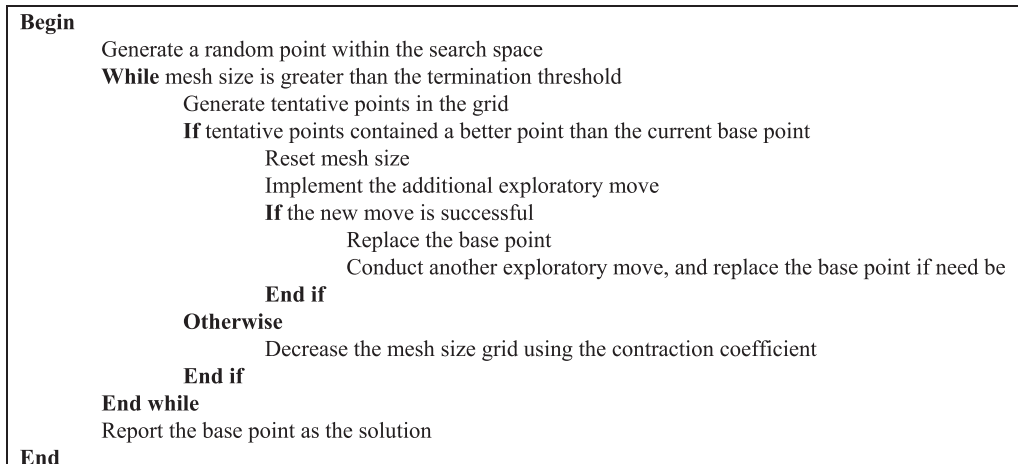 Begin
Generate a random point within the search space
While mesh size is greater than the termination threshold
Generate tentative points in the grid
If tentative points contained a better point than the current base point
Reset mesh size
Implement the additional exploratory move
If the new move is successful
Replace the base point
Conduct another exploratory move, and replace the base point if need be
End if
Otherwise
Decrease the mesh size grid using the contraction coefficient
End if
End while
Report the base point as the solution
End